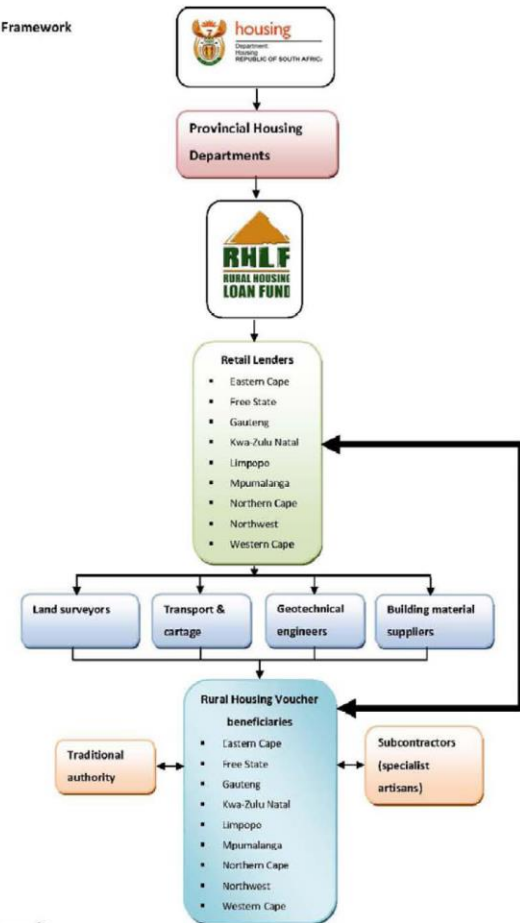 Framework
housing
Department:
Housing
REPUBLIC OF SOUTH AFRICA
Provincial Housing
Departments
RHLF
RURAL HOUSING
LOAN FUND
Retail Lenders
Eastern Cape
Free State
Gauteng
Kwa-Zulu Natal
Limpopo
Mpumalanga
Northern Cape
Northwest
Western Cape
Land surveyors
Transport &
cartage
Geotechnical
engineers
Building material
suppliers
Rural Housing Voucher
beneficiaries
Eastern Cape
Free State
Gauteng
Kwa-Zulu Natal
Limpopo
Mpumalanga
Northern Cape
Northwest
Western Cape
Traditional
authority
Subcontractors
(specialist
artisans)